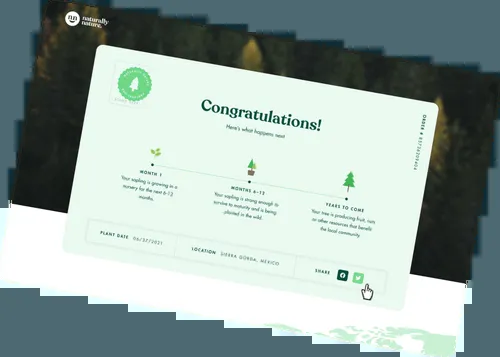 naturally
nature.
Congratulations!
Here's what happens next
MONTH 1
Your sapling is growing in a
nursery for the next 6-12
months.
MONTHS 6-12
Your sapling is strong enough to
survive to maturity and is being
planted in the wild.
YEARS TO COME
Your tree is producing fruit, nuts
or other resources that benefit
the local community.
PLANT DATE 06/27/2021
LOCATION SIERRA GORDA, MEXICO
SHARE
ORDER #